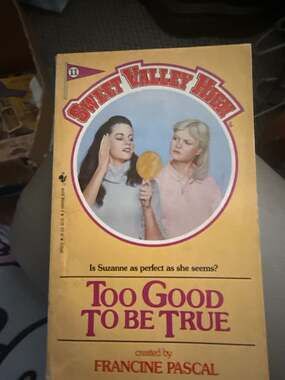 11
SWEET VALLEY HIGH
Is Suzanne as perfect as she seems?
TOO GOOD
TO BE TRUE
created by
FRANCINE PASCAL